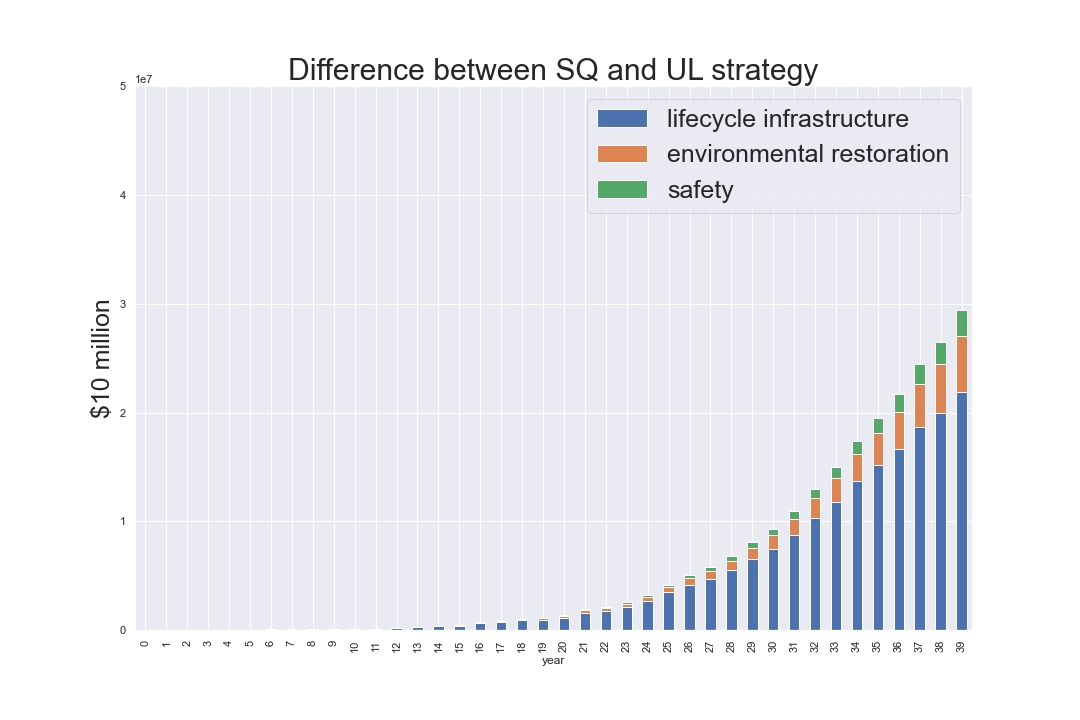 Difference between SQ and UL strategy
1e7
lifecycle infrastructure
environmental restoration
safety
5
4
3
2
1
0
$10 million
0 1 2 3 4 5 6 7 8 9 10 11 12 13 14 15 16 17 18 19 20 21 22 23 24 25 26 27 28 29 30 31 32 33 34 35 36 37 38 39
year